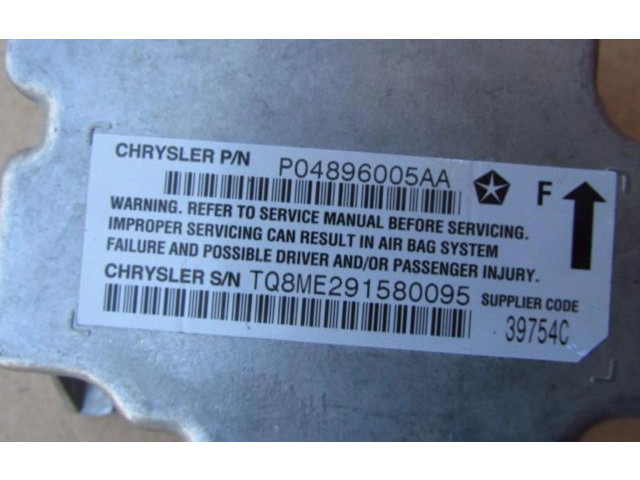 CHRYSLER P/N P04896005AA
F
WARNING. REFER TO SERVICE MANUAL BEFORE SERVICING.
IMPROPER SERVICING CAN RESULT IN AIR BAG SYSTEM
FAILURE AND POSSIBLE DRIVER AND/OR PASSENGER INJURY.
CHRYSLER S/N TQ8ME291580095 SUPPLIER CODE
39754C